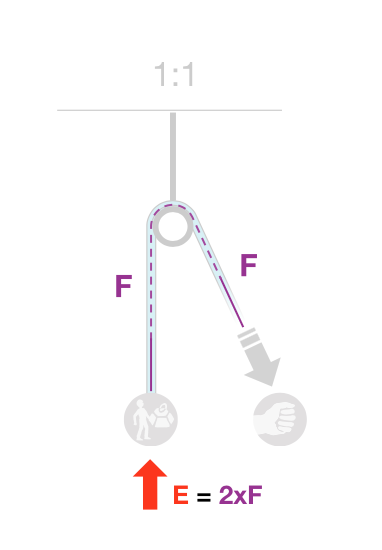 1:1
F
F
E = 2xF